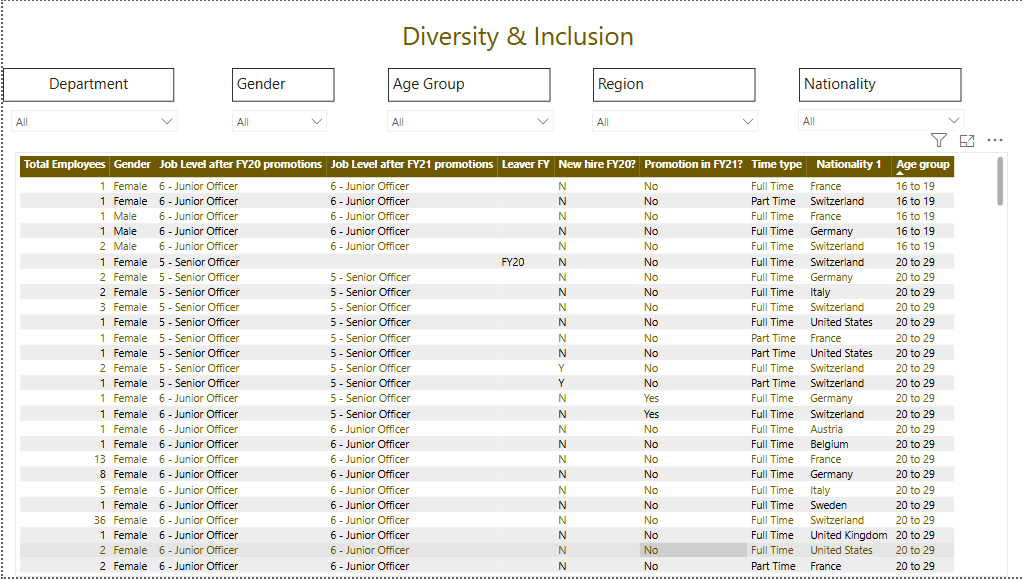 Diversity & Inclusion
Department Gender Age Group Region Nationality
All All All All All
Total Employees Gender Job Level after FY20 promotions Job Level after FY21 promotions Leaver FY New hire FY20? Promotion in FY21? Time type Nationality 1 Age group
1 Female 6 - Junior Officer 6 - Junior Officer N No Full Time France 16 to 19
1 Female 6 - Junior Officer 6 - Junior Officer N No Part Time Switzerland 16 to 19
1 Male 6 - Junior Officer 6 - Junior Officer N No Full Time France 16 to 19
1 Male 6 - Junior Officer 6 - Junior Officer N No Full Time Germany 16 to 19
2 Male 6 - Junior Officer 6 - Junior Officer N No Full Time Switzerland 16 to 19
1 Female 5 - Senior Officer FY20 N No Full Time Switzerland 20 to 29
2 Female 5 - Senior Officer 5 - Senior Officer N No Full Time Germany 20 to 29
2 Female 5 - Senior Officer 5 - Senior Officer N No Full Time Italy 20 to 29
3 Female 5 - Senior Officer 5 - Senior Officer N No Full Time Switzerland 20 to 29
1 Female 5 - Senior Officer 5 - Senior Officer N No Full Time United States 20 to 29
1 Female 5 - Senior Officer 5 - Senior Officer N No Part Time France 20 to 29
1 Female 5 - Senior Officer 5 - Senior Officer N No Part Time United States 20 to 29
2 Female 5 - Senior Officer 5 - Senior Officer Y No Full Time Switzerland 20 to 29
1 Female 5 - Senior Officer 5 - Senior Officer Y No Part Time Switzerland 20 to 29
1 Female 6 - Junior Officer 5 - Senior Officer N Yes Full Time Germany 20 to 29
1 Female 6 - Junior Officer 5 - Senior Officer N Yes Full Time Switzerland 20 to 29
1 Female 6 - Junior Officer 6 - Junior Officer N No Full Time Austria 20 to 29
1 Female 6 - Junior Officer 6 - Junior Officer N No Full Time Belgium 20 to 29
13 Female 6 - Junior Officer 6 - Junior Officer N No Full Time France 20 to 29
8 Female 6 - Junior Officer 6 - Junior Officer N No Full Time Germany 20 to 29
5 Female 6 - Junior Officer 6 - Junior Officer N No Full Time Italy 20 to 29
1 Female 6 - Junior Officer 6 - Junior Officer N No Full Time Sweden 20 to 29
36 Female 6 - Junior Officer 6 - Junior Officer N No Full Time Switzerland 20 to 29
1 Female 6 - Junior Officer 6 - Junior Officer N No Full Time United Kingdom 20 to 29
2 Female 6 - Junior Officer 6 - Junior Officer N No Full Time United States 20 to 29
2 Female 6 - Junior Officer 6 - Junior Officer N No Part Time France 20 to 29